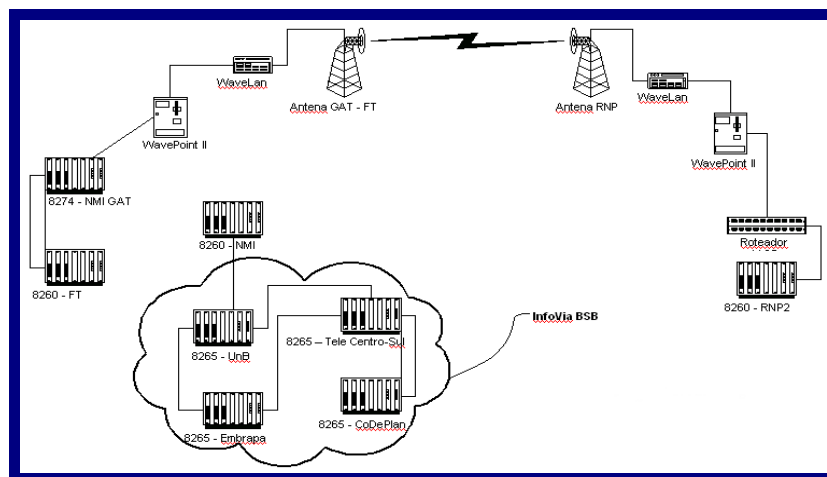 WaveLan
Antena GAT - FT
Antena RNP
WaveLan
WavePoint II
WavePoint II
8274 - NMI GAT
8260 - NMI
Roteador
8260 - FT
8260 - RNP2
InfoVia BSB
8265 - UnB
8265 – Tele Centro-Sul
8265 - Embrapa
8265 - CoDePlan